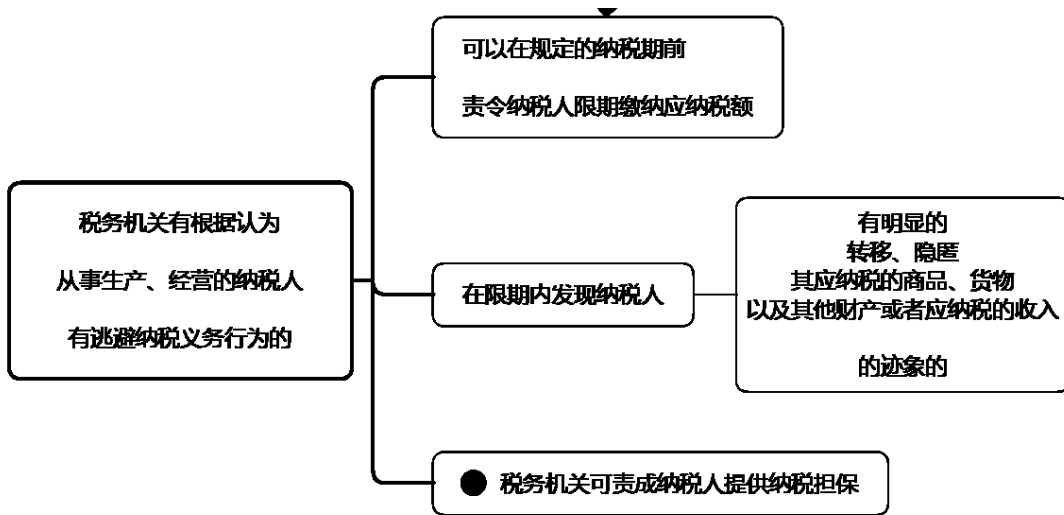 可以在规定的纳税期前
责令纳税人限期缴纳应纳税额
税务机关有根据认为
从事生产、经营的纳税人
有逃避纳税义务行为的
在限期内发现纳税人
有明显的
转移、隐匿
其应纳税的商品、货物
以及其他财产或者应纳税的收入
的迹象的
税务机关可责成纳税人提供纳税担保